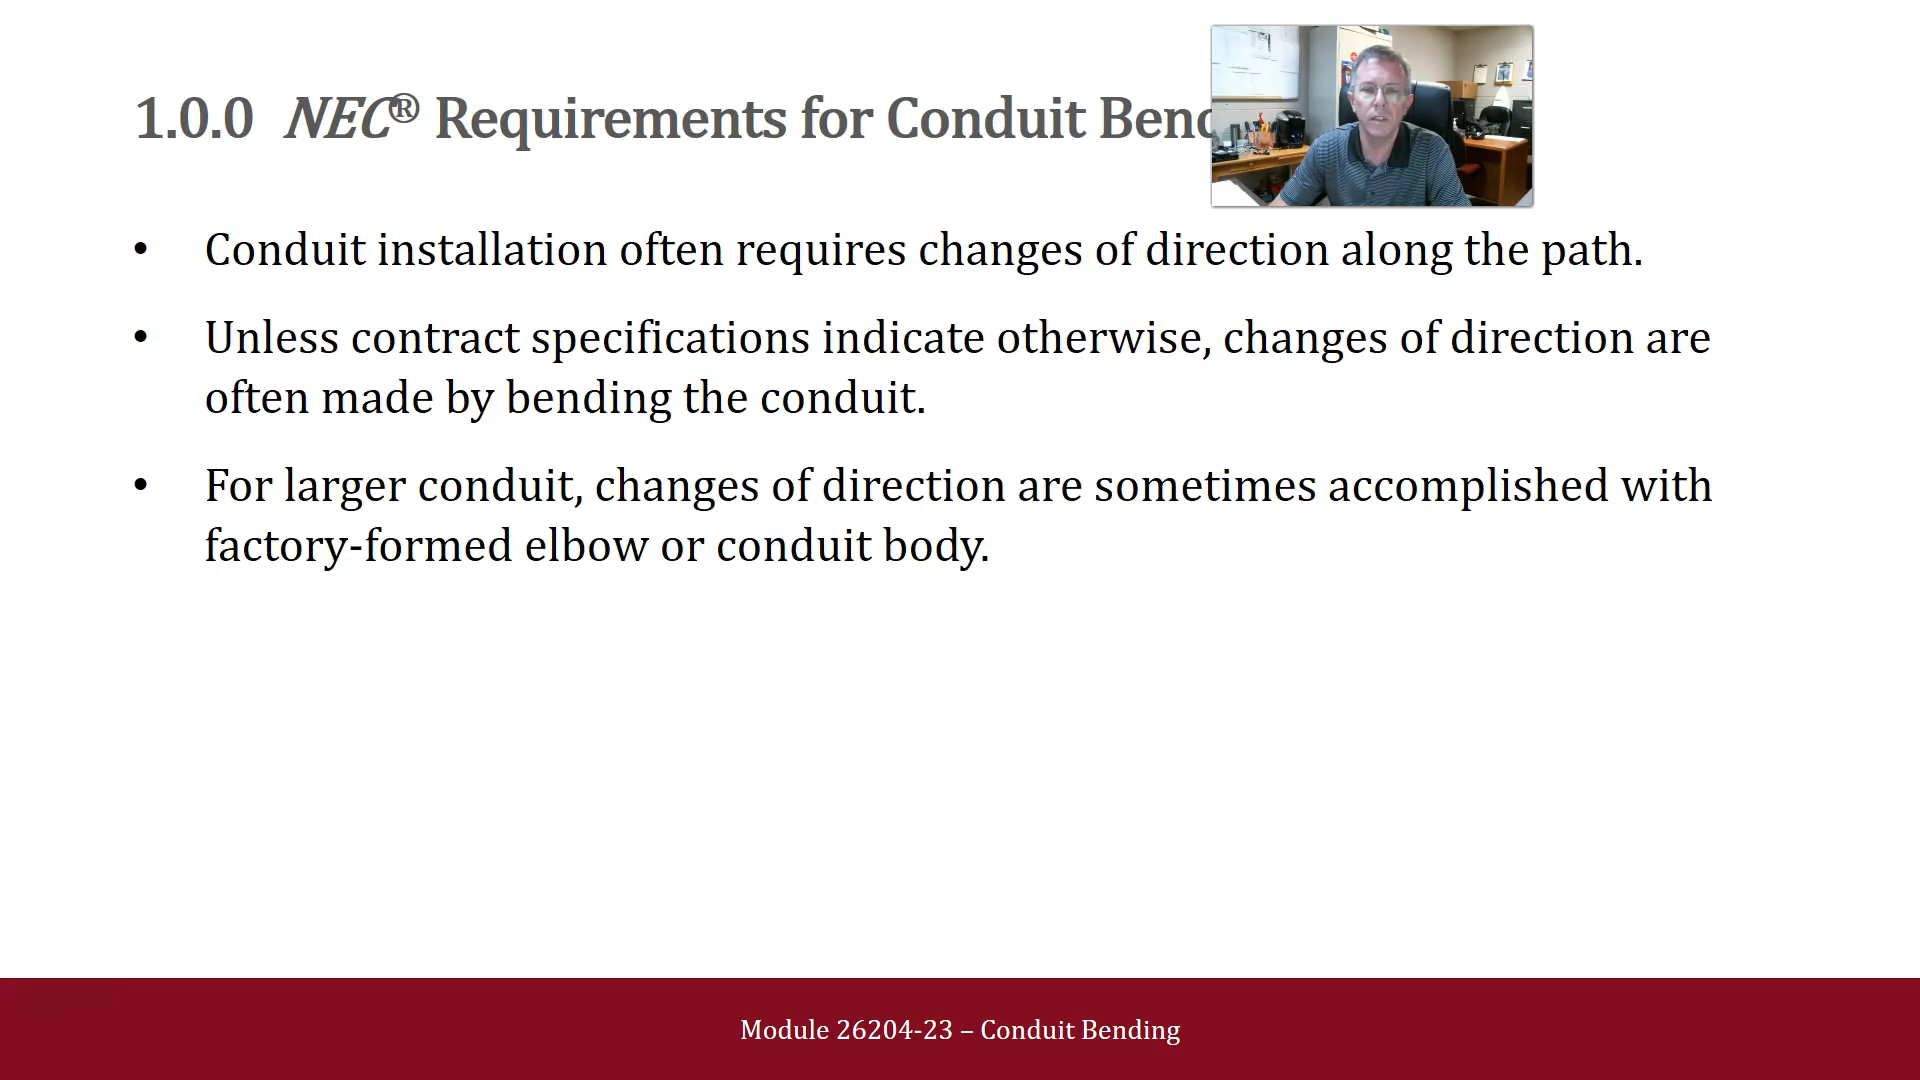 1.0.0 NEC® Requirements for Conduit
• Conduit installation often requires changes of direction along the path.
• Unless contract specifications indicate otherwise, changes of direction are
often made by bending the conduit.
• For larger conduit, changes of direction are sometimes accomplished with
factory-formed elbow or conduit body.
Module 26204-23 – Conduit Bending